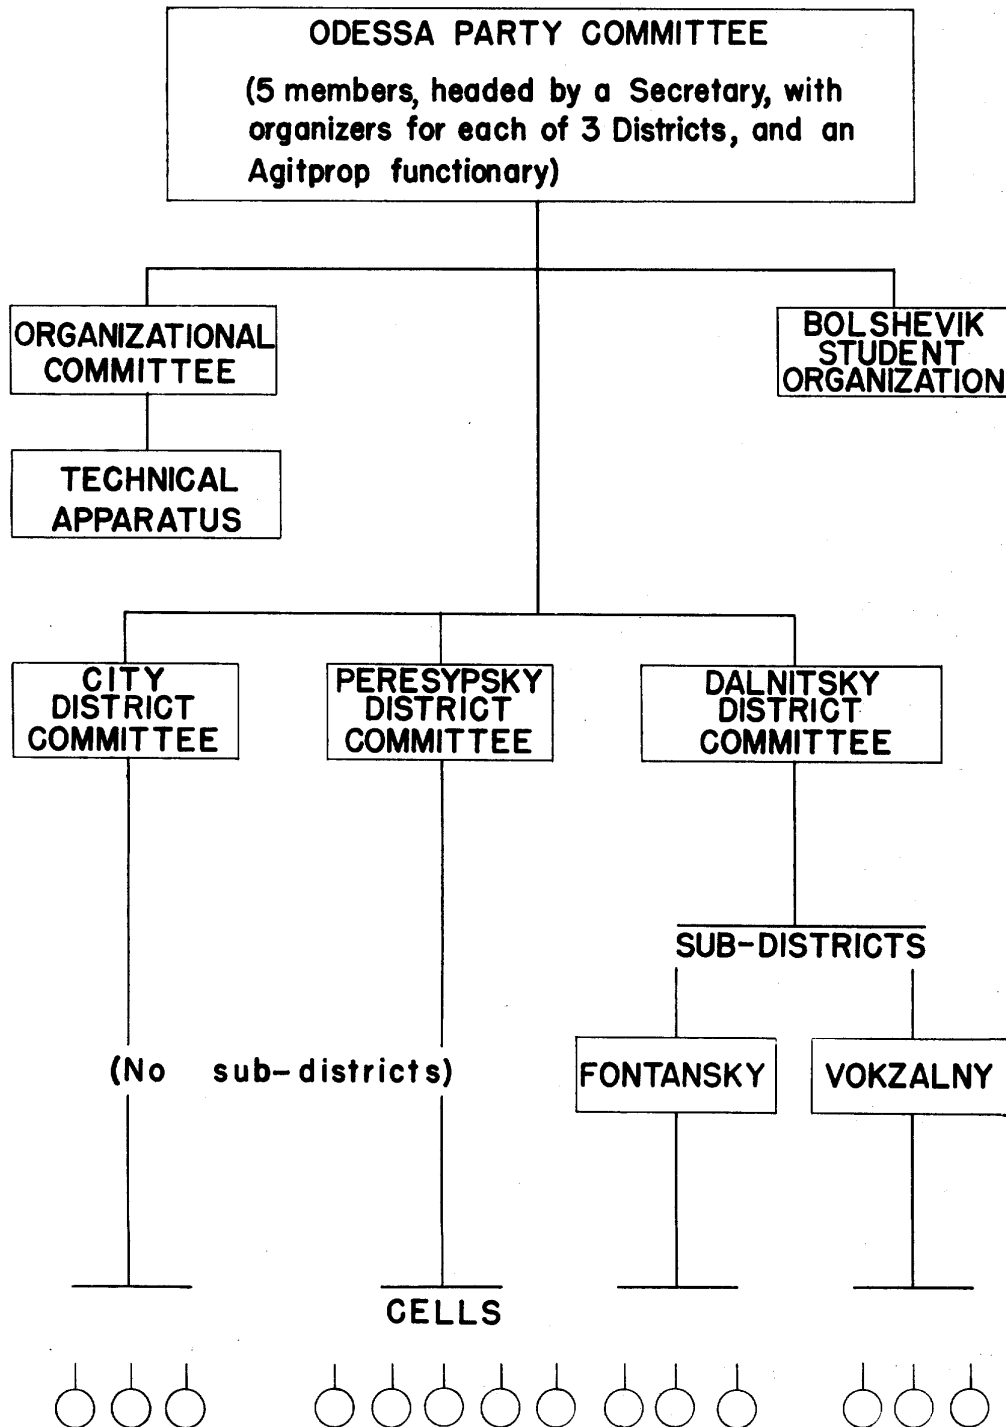 ODESSA PARTY COMMITTEE
(5 members, headed by a Secretary, with
organizers for each of 3 Districts, and an
Agitprop functionary)
ORGANIZATIONAL
COMMITTEE
BOLSHEVIK
STUDENT
ORGANIZATION
TECHNICAL
APPARATUS
CITY
DISTRICT
COMMITTEE
PERESYPSKY
DISTRICT
COMMITTEE
DALNITSKY
DISTRICT
COMMITTEE
SUB-DISTRICTS
(No sub-districts)
FONTANSKY
VOKZALNY
CELLS